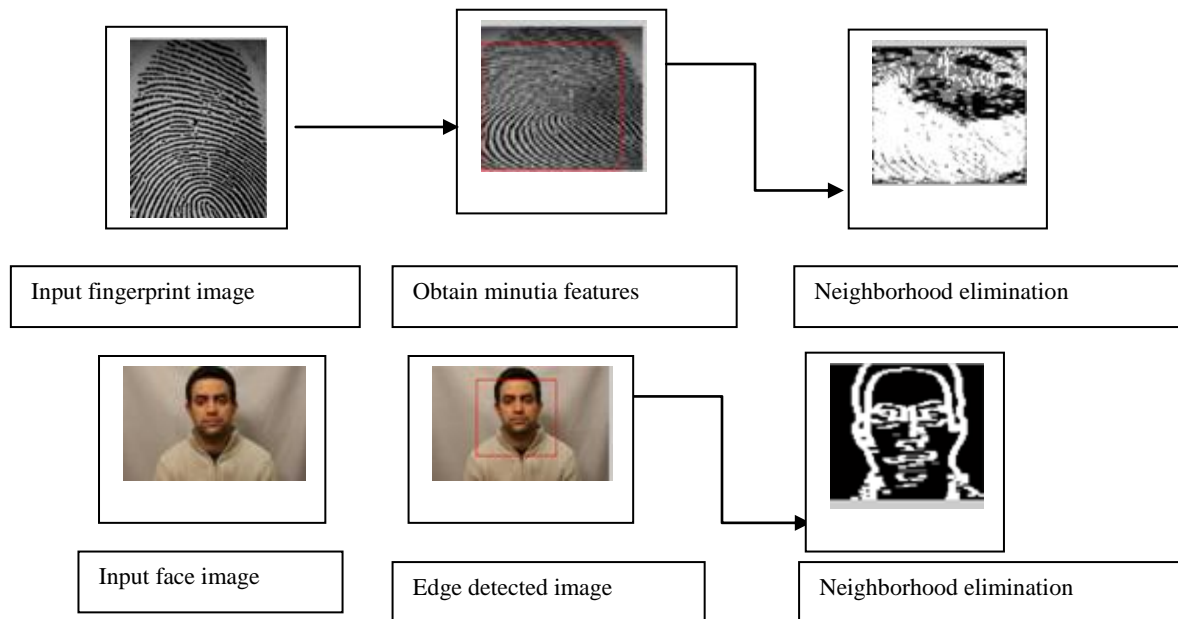 Input fingerprint image
Obtain minutia features
Neighborhood elimination
Input face image
Edge detected image
Neighborhood elimination